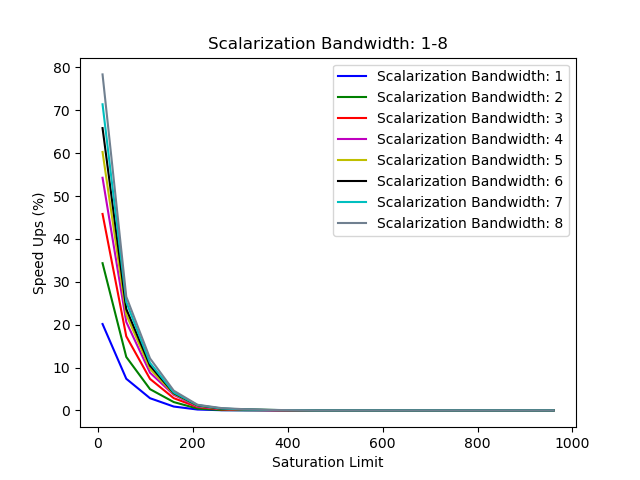 Scalarization Bandwidth: 1-8
80
70
60
50
40
30
20
10
0
Speed Ups (%)
Scalarization Bandwidth: 1
Scalarization Bandwidth: 2
Scalarization Bandwidth: 3
Scalarization Bandwidth: 4
Scalarization Bandwidth: 5
Scalarization Bandwidth: 6
Scalarization Bandwidth: 7
Scalarization Bandwidth: 8
0 200 400 600 800 1000
Saturation Limit